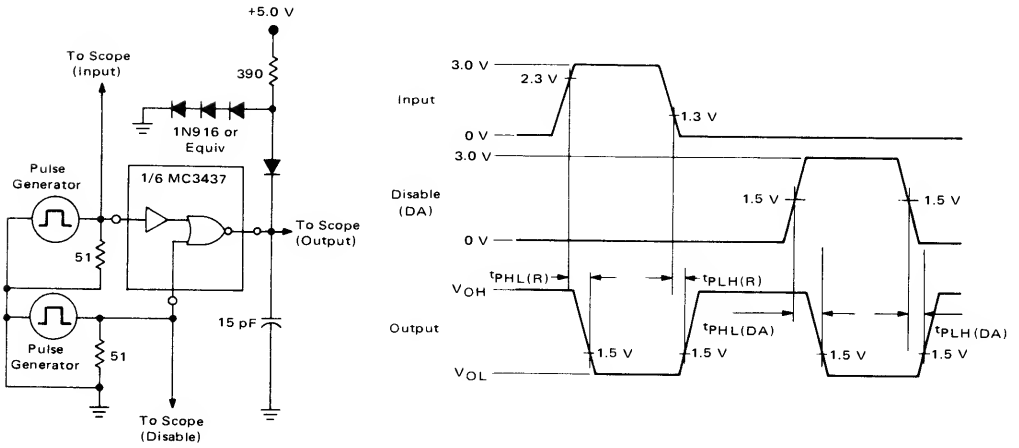 +5.0 V
To Scope
(Input)
390
1N916 or
Equiv
Pulse
Generator
1/6 MC3437
To Scope
(Output)
51
15 pF
Pulse
Generator
51
To Scope
(Disable)
3.0 V
2.3 V
Input
1.3 V
0 V
3.0 V
Disable
(DA)
1.5 V
1.5 V
0 V
tPHL(R)
tPLH(R)
VOH
Output
tPHL(DA)
tPLH(DA)
1.5 V
1.5 V
1.5 V
1.5 V
VOL